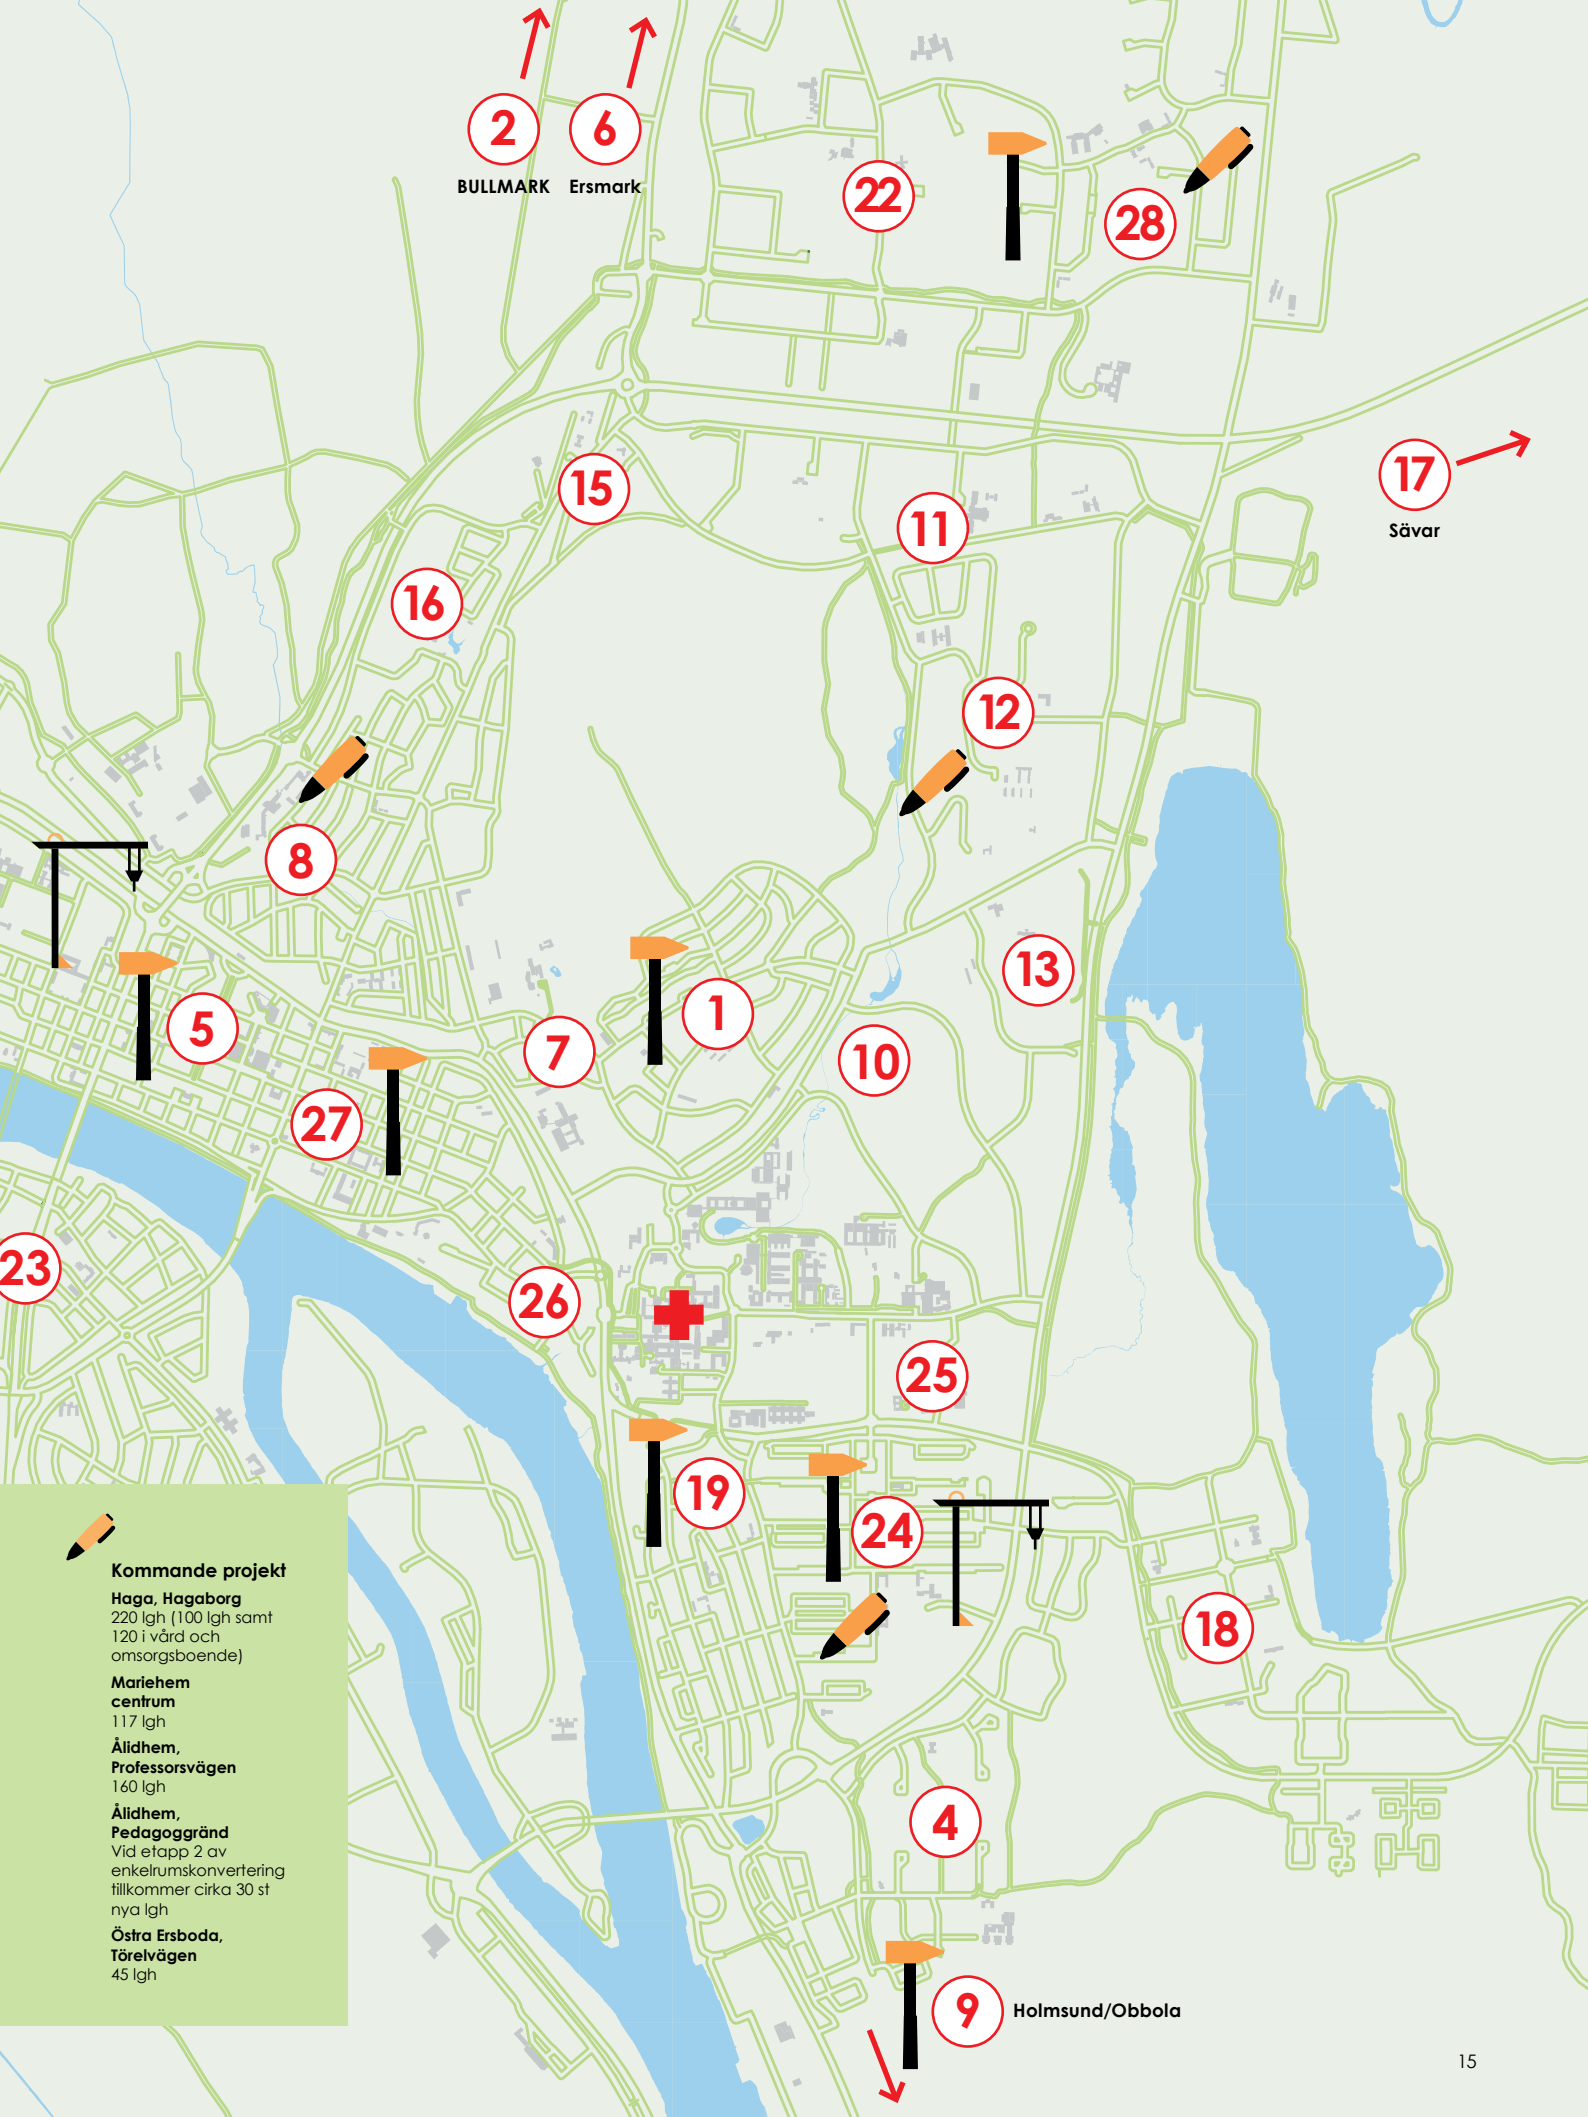 2
6
BULLMARK
Ersmark
22
28
17
Sävar
15
11
16
12
8
13
1
5
7
10
27
23
26
25
19
24
18
4
9
Holmsund/Obbola
Kommande projekt
Haga, Hagaborg
220 lgh (100 lgh samt
120 i vård och
omsorgsboende)
Mariehem
centrum
117 lgh
Ålidhem,
Professorsvägen
160 lgh
Ålidhem,
Pedagoggränd
Vid etapp 2 av
enkelrumskonvertering
tillkommer cirka 30 st
nya lgh
Östra Ersboda,
Törelvägen
45 lgh
15